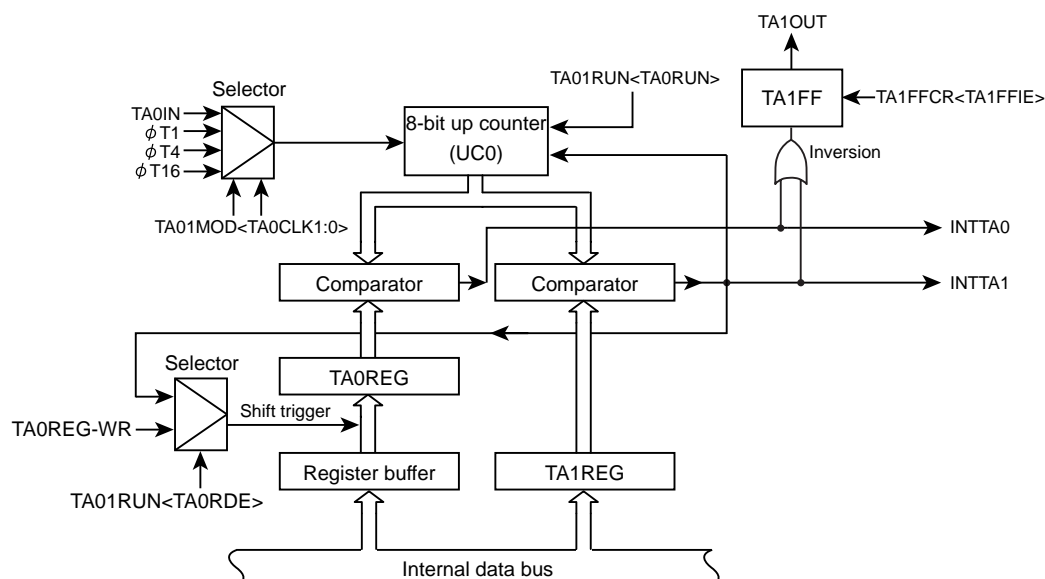 TA1OUT
Selector
TA01RUN<TA0RUN>
TA0IN
ϕT1
ϕT4
ϕT16
8-bit up counter
(UC0)
TA1FF
TA1FFCR<TA1FFIE>
Inversion
TA01MOD<TA0CLK1:0>
INTTA0
Comparator
Comparator
INTTA1
Selector
TA0REG
Shift trigger
TA0REG-WR
Register buffer
TA1REG
TA01RUN<TA0RDE>
Internal data bus